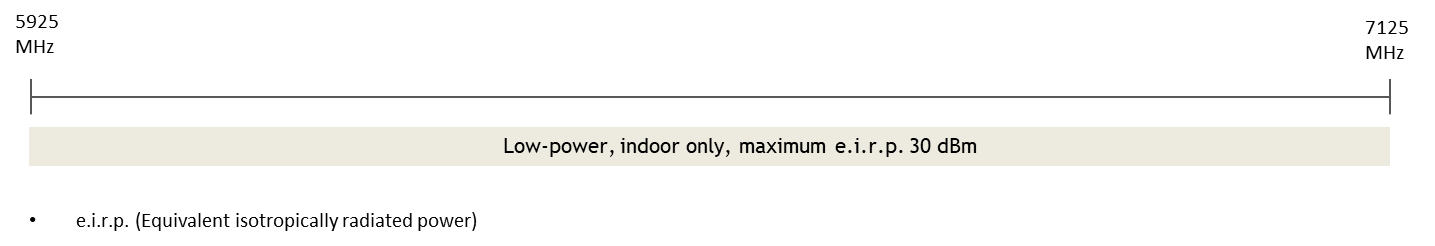 5925
MHz
7125
MHz
Low-power, indoor only, maximum e.i.r.p. 30 dBm
• e.i.r.p. (Equivalent isotropically radiated power)